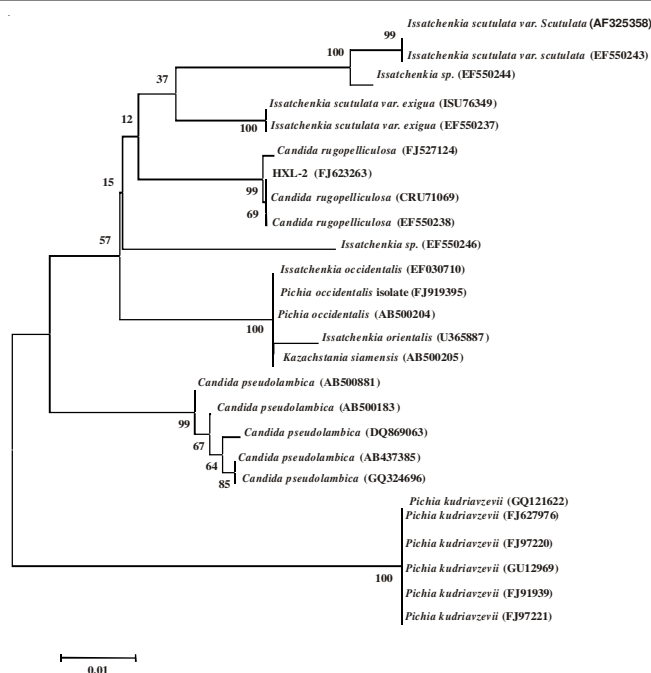 Issatchenkia scutulata var. Scutulata (AF325358)
99
Issatchenkia scutulata var. scutulata (EF550243)
100
Issatchenkia sp. (EF550244)
37
Issatchenkia scutulata var. exigua (ISU76349)
12
100
Issatchenkia scutulata var. exigua (EF550237)
Candida rugopelliculosa (FJ527124)
HXL-2 (FJ623263)
15
99
Candida rugopelliculosa (CRU71069)
69
Candida rugopelliculosa (EF550238)
57
Issatchenkia sp. (EF550246)
Issatchenkia occidentalis (EF030710)
Pichia occidentalis isolate (FJ919395)
Pichia occidentalis (AB500204)
100
Issatchenkia orientalis (U365887)
Kazachstania siamensis (AB500205)
Candida pseudolambica (AB500881)
Candida pseudolambica (AB500183)
99
Candida pseudolambica (DQ869063)
67
Candida pseudolambica (AB437385)
64
Candida pseudolambica (GQ324696)
85
Pichia kudriavzevii (GQ121622)
Pichia kudriavzevii (FJ627976)
Pichia kudriavzevii (FJ97220)
Pichia kudriavzevii (GU12969)
100
Pichia kudriavzevii (FJ91939)
Pichia kudriavzevii (FJ97221)
0.01